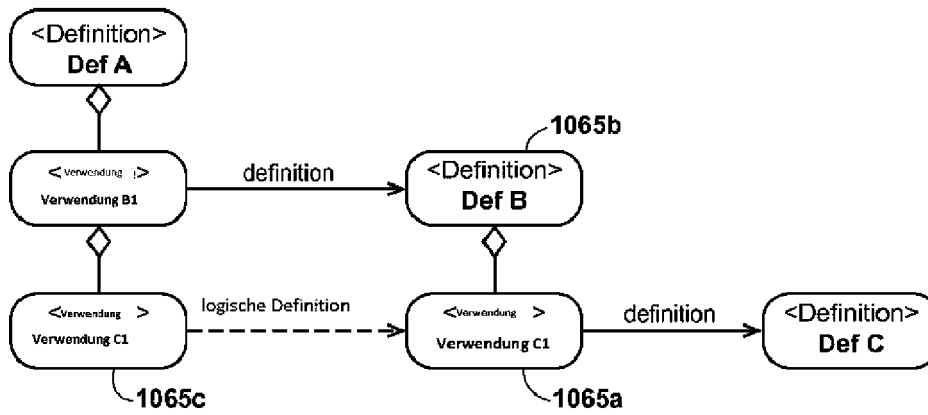 <Definition>
Def A
1065b
<Verwendung >
Verwendung B1
definition
<Definition>
Def B
<Verwendung >
Verwendung C1
logische Definition
<Verwendung >
Verwendung C1
definition
<Definition>
Def C
1065c
1065a